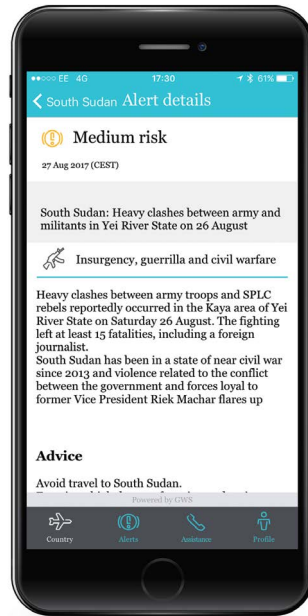 EE 4G 17:30 61%
South Sudan Alert details
Medium risk
27 Aug 2017 (CEST)
South Sudan: Heavy clashes between army and
militants in Yei River State on 26 August
Insurgency, guerrilla and civil warfare
Heavy clashes between army troops and SPLC
rebels reportedly occurred in the Kaya area of Yei
River State on Saturday 26 August. The fighting
left at least 15 fatalities, including a foreign
journalist.
South Sudan has been in a state of near civil war
since 2013 and violence related to the conflict
between the government and forces loyal to
former Vice President Riek Machar flares up
Advice
Avoid travel to South Sudan.
Powered by GWS
Country Alerts Assistance Profile